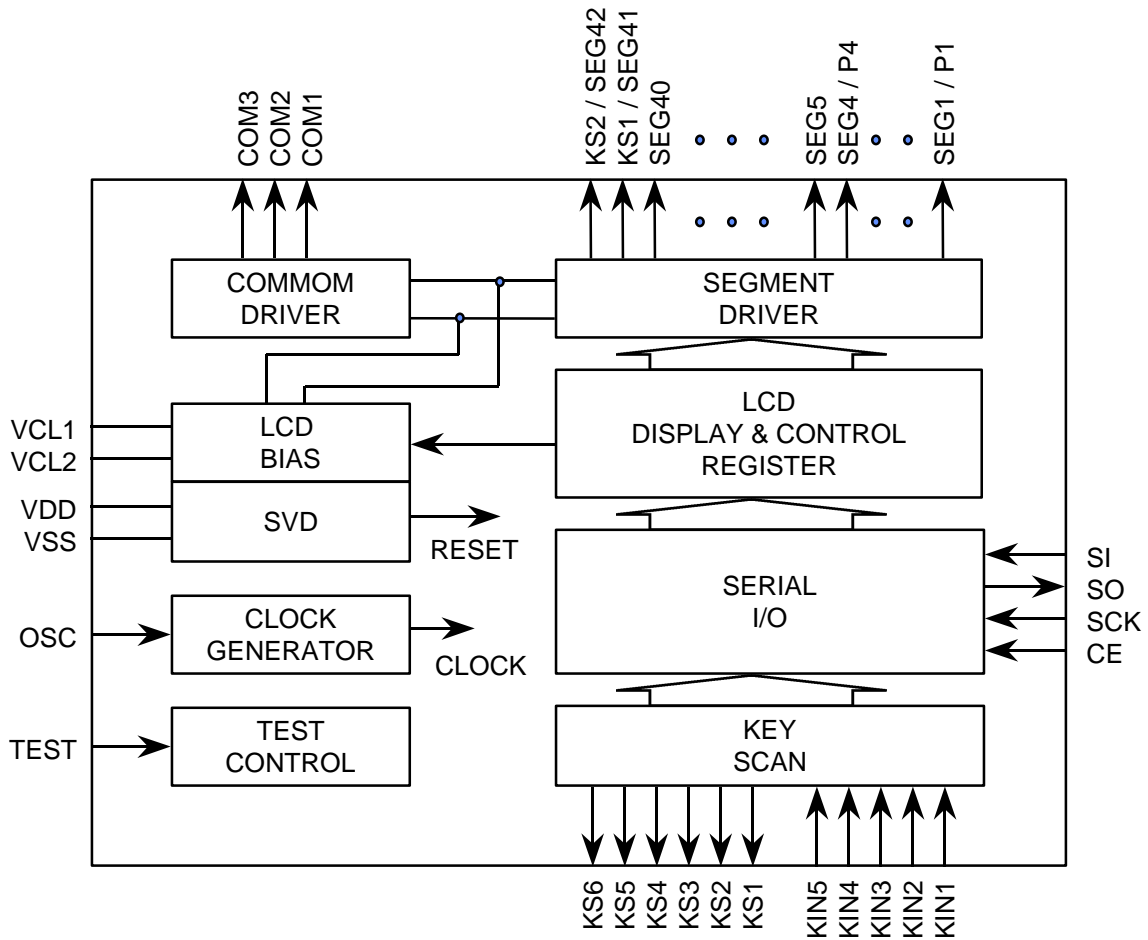 COM3
COM2
COM1
KS2 / SEG42
KS1 / SEG41
SEG40
SEG5
SEG4 / P4
SEG1 / P1
COMMOM
DRIVER
SEGMENT
DRIVER
VCL1
VCL2
LCD
BIAS
LCD
DISPLAY & CONTROL
REGISTER
VDD
VSS
SVD
RESET
SERIAL
I/O
SI
SO
SCK
CE
OSC
CLOCK
GENERATOR
CLOCK
TEST
TEST
CONTROL
KEY
SCAN
KS6
KS5
KS4
KS3
KS2
KS1
KIN5
KIN4
KIN3
KIN2
KIN1